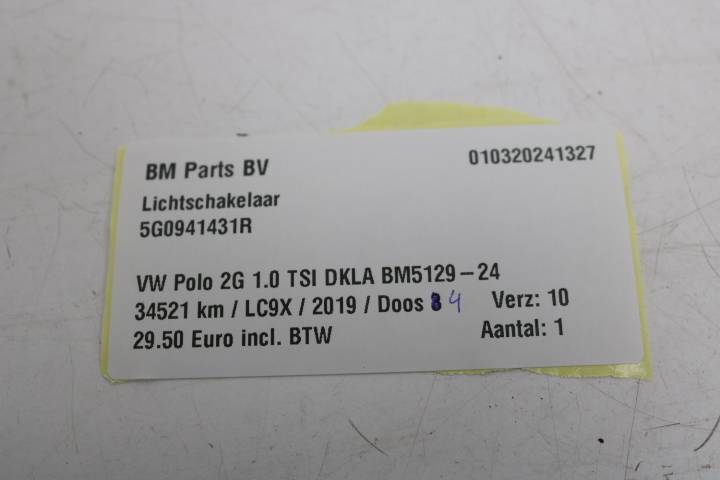 BM Parts BV 010320241327
Lichtschakelaar
5G0941431R
VW Polo 2G 1.0 TSI DKLA BM5129-24
34521 km / LC9X / 2019 / Doos 4 Verz: 10
29.50 Euro incl. BTW Aantal: 1